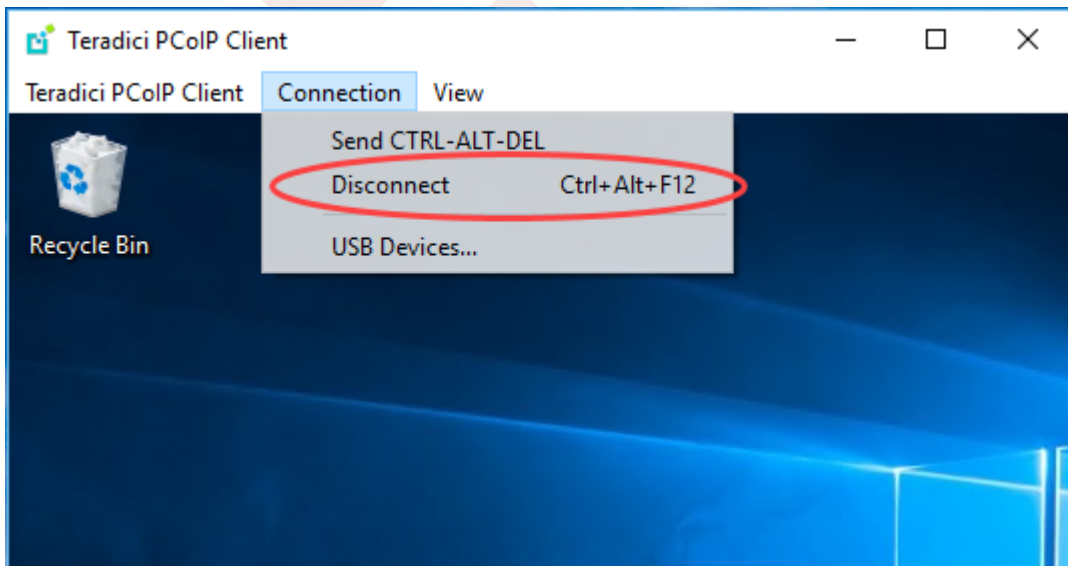 Teradici PCoIP Client
Teradici PCoIP Client Connection View
Send CTRL-ALT-DEL
Disconnect Ctrl+Alt+F12
USB Devices...
Recycle Bin